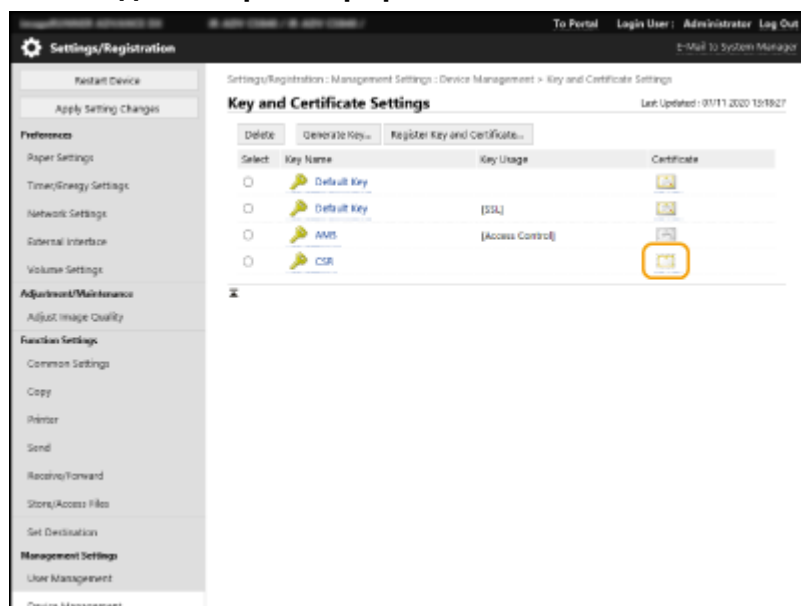 To Portal Login User : Administrator Log Out
Settings/Registration
E-Mail to System Manager
Restart Device
Apply Setting Changes
Preferences
Paper Settings
Timer/Energy Settings
Network Settings
External Interface
Volume Settings
Adjustment/Maintenance
Adjust Image Quality
Function Settings
Common Settings
Copy
Printer
Send
Receive/Forward
Store/Access Files
Set Destination
Management Settings
User Management
Device Management
Settings/Registration : Management Settings : Device Management > Key and Certificate Settings
Key and Certificate Settings
Last Updated : 07/11 2020 13:18:27
Delete Generate Key... Register Key and Certificate...
Select Key Name Key Usage Certificate
Default Key
Default Key [SSL]
AMS [Access Control]
CSR